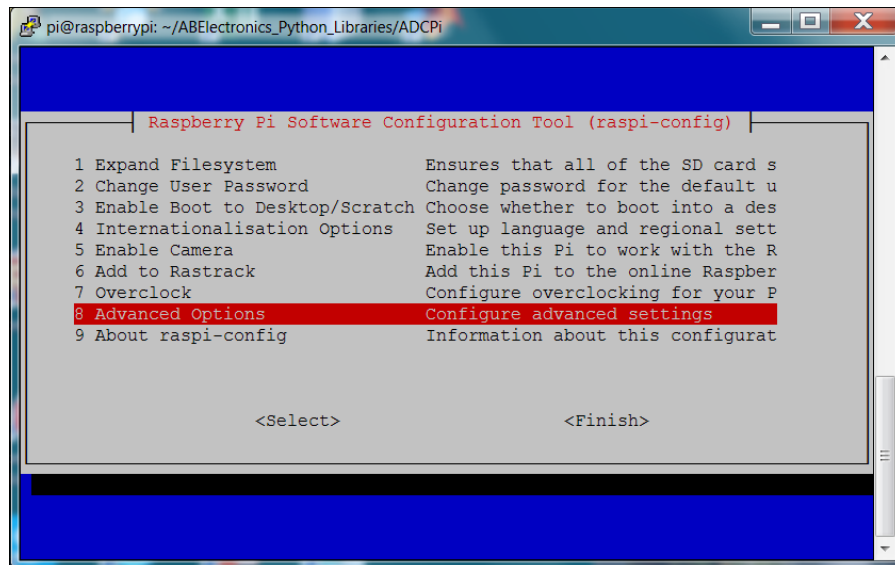 pi@raspberrypi: ~/ABElectronics_Python_Libraries/ADCPi
Raspberry Pi Software Configuration Tool (raspi-config)
1 Expand Filesystem Ensures that all of the SD card s
2 Change User Password Change password for the default u
3 Enable Boot to Desktop/Scratch Choose whether to boot into a des
4 Internationalisation Options Set up language and regional sett
5 Enable Camera Enable this Pi to work with the R
6 Add to Rastrack Add this Pi to the online Raspber
7 Overclock Configure overclocking for your P
8 Advanced Options Configure advanced settings
9 About raspi-config Information about this configurat
<Select> <Finish>